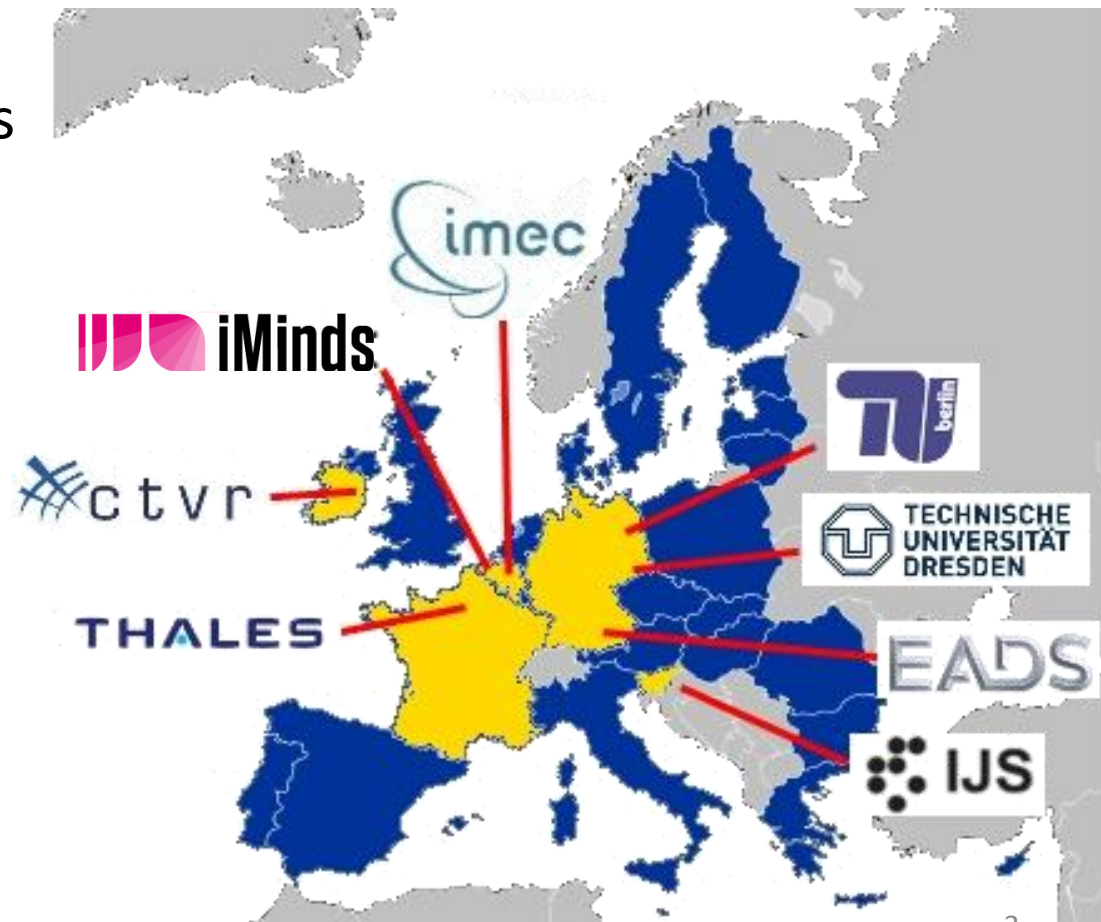 s
imec
iMinds
ctvr
THALES
TU berlin
TECHNISCHE
UNIVERSITÄT
DRESDEN
EADS
IJS